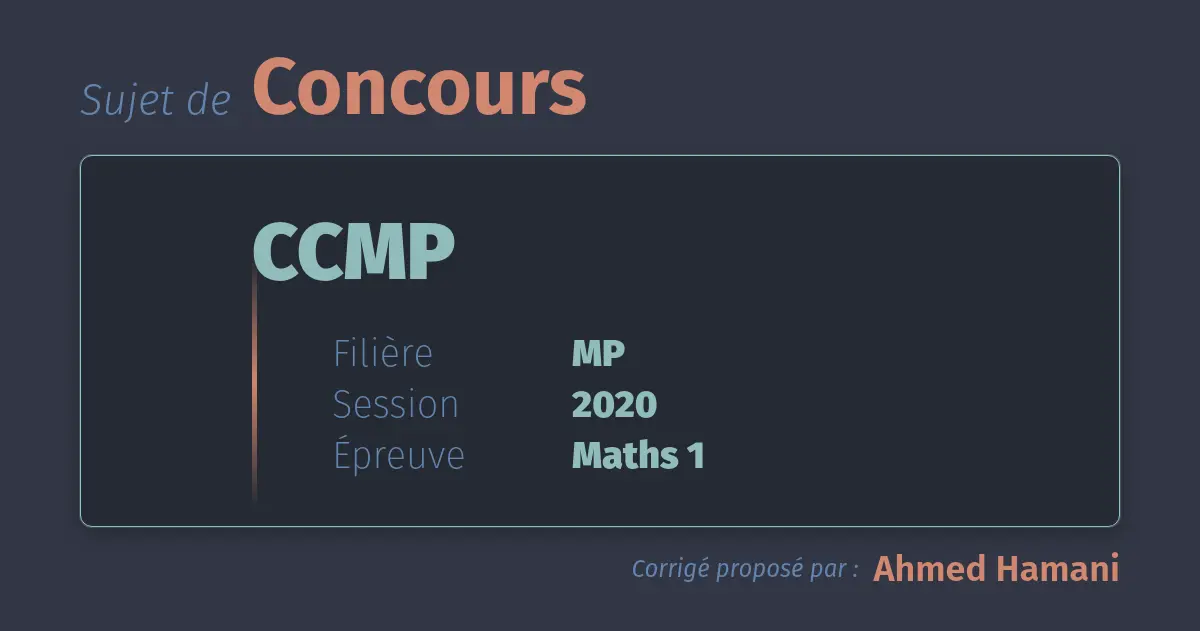 Sujet de Concours
CCMP
Filière MP
Session 2020
Épreuve Maths 1
Corrigé proposé par : Ahmed Hamani